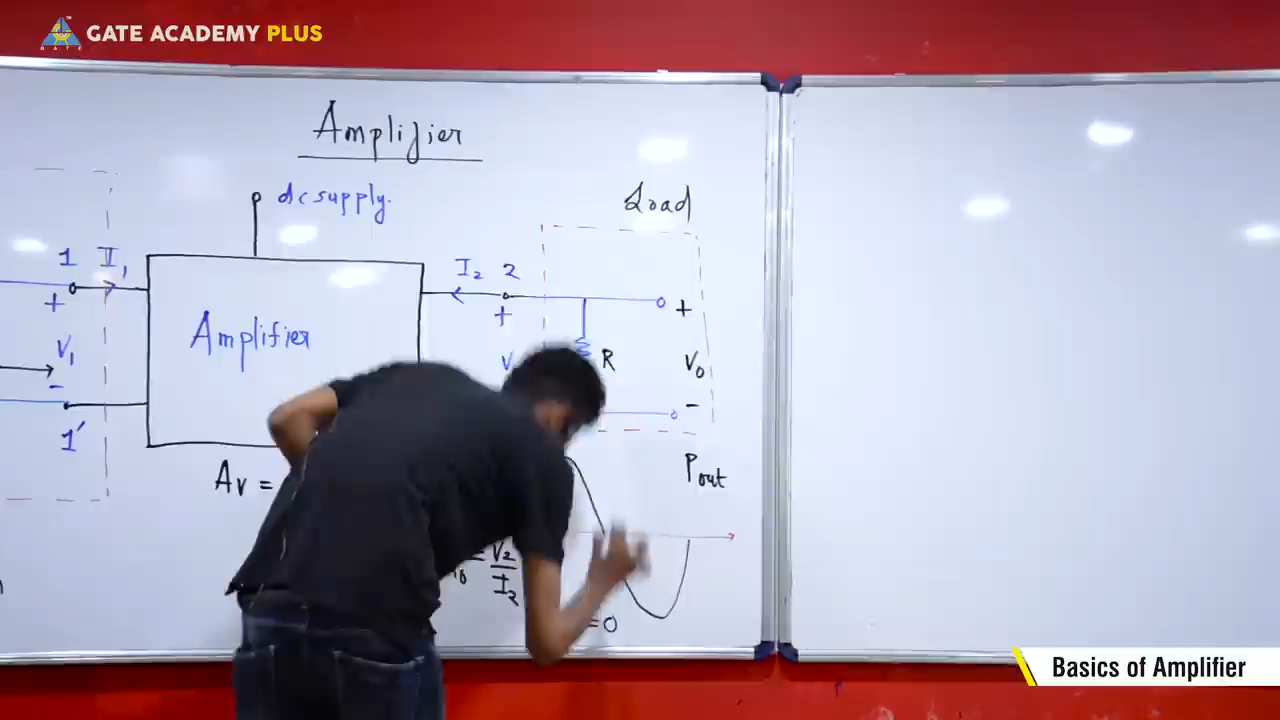 GATE ACADEMY PLUS
GATE
Amplifier
dc supply.
Load
1 I₁
I₂ 2
+
+
+
Amplifier
V₁
V
R
V₀
-
-
1′
Av =
Pout
= V₂
I₂
=0
Basics of Amplifier